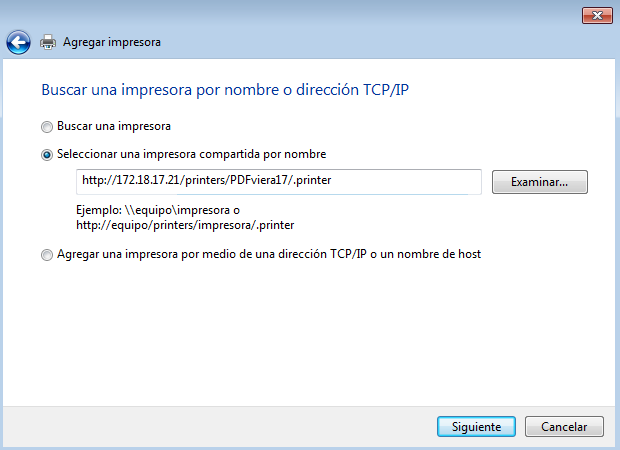 Agregar impresora
Buscar una impresora por nombre o dirección TCP/IP
Buscar una impresora
Seleccionar una impresora compartida por nombre
http://172.18.17.21/printers/PDFviera17/.printer
Examinar...
Ejemplo: \\equipo\impresora o
http://equipo/printers/impresora/.printer
Agregar una impresora por medio de una dirección TCP/IP o un nombre de host
Siguiente
Cancelar